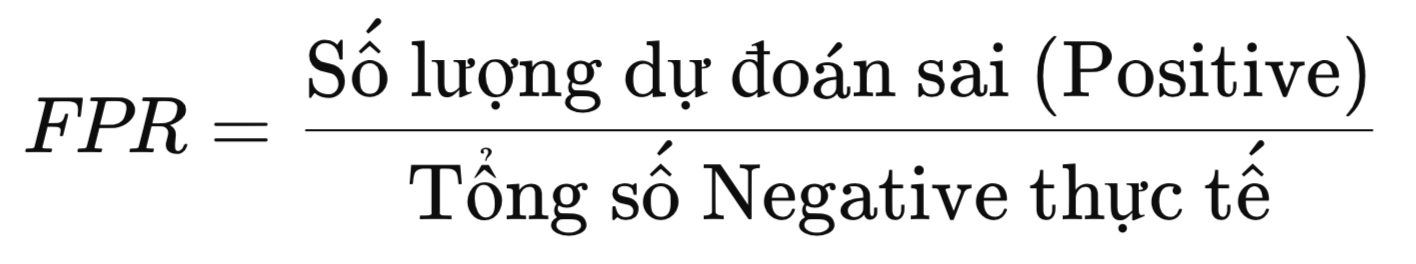 FPR = Số lượng dự đoán sai (Positive)
Tổng số Negative thực tế